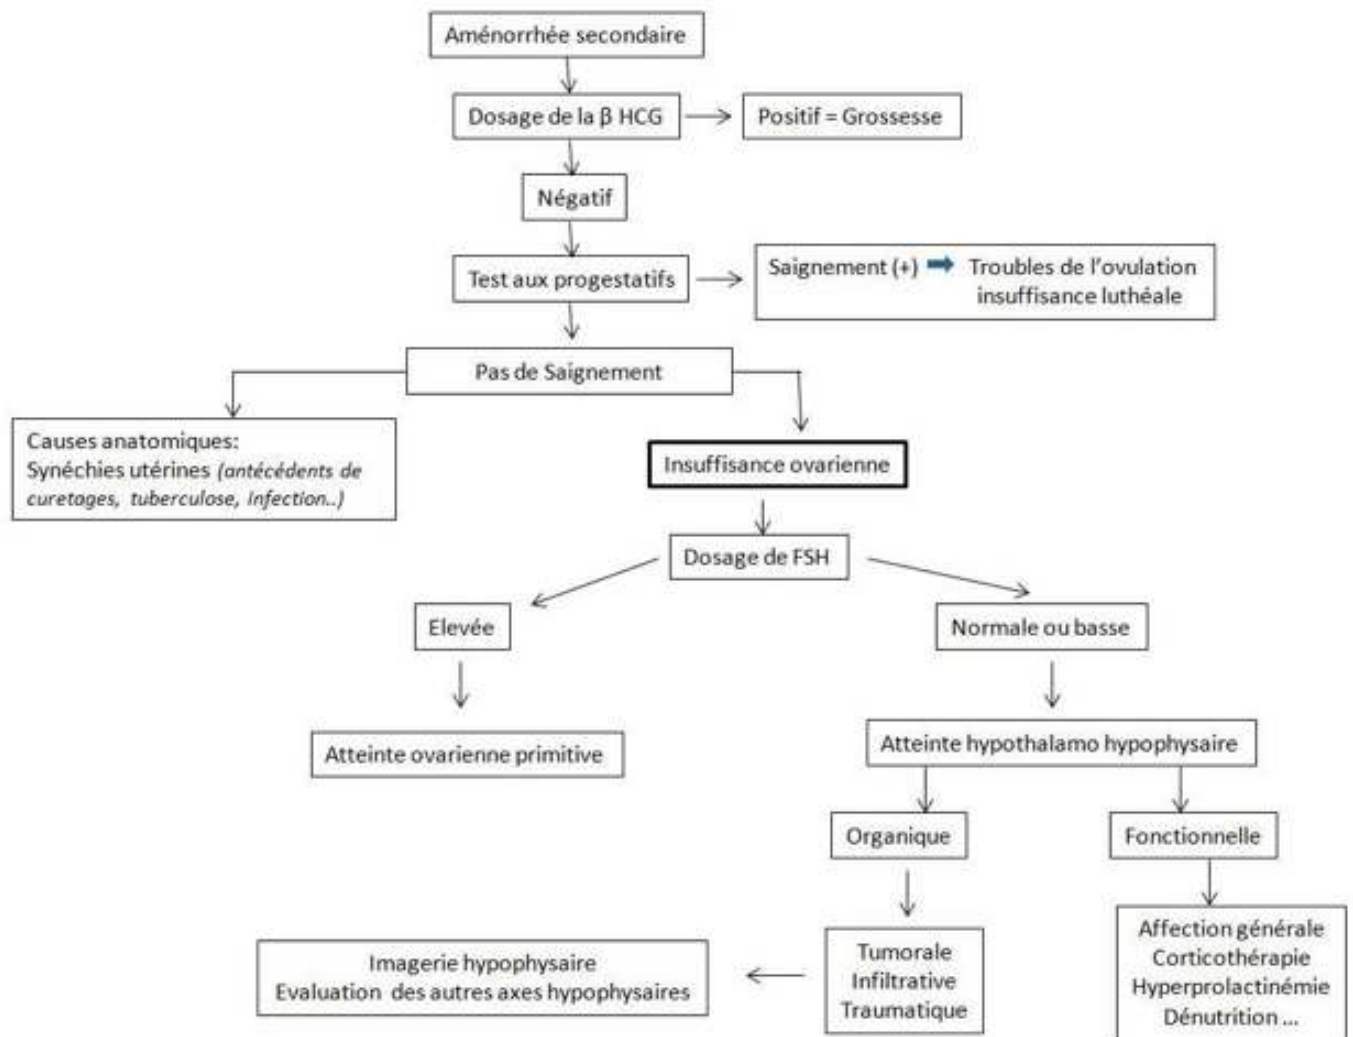 Aménorrhée secondaire
Dosage de la β HCG
Positif = Grossesse
Négatif
Test aux progestatifs
Saignement (+) ➡ Troubles de l'ovulation
insuffisance luthéale
Pas de Saignement
Causes anatomiques:
Synéchies utérines (antécédents de
curetages, tuberculose, Infection..)
Insuffisance ovarienne
Dosage de FSH
Elevée
Normale ou basse
Atteinte ovarienne primitive
Atteinte hypothalamo hypophysaire
Organique
Fonctionnelle
Imagerie hypophysaire
Evaluation des autres axes hypophysaires
Tumorale
Infiltrative
Traumatique
Affection générale
Corticothérapie
Hyperprolactinémie
Dénutrition ...